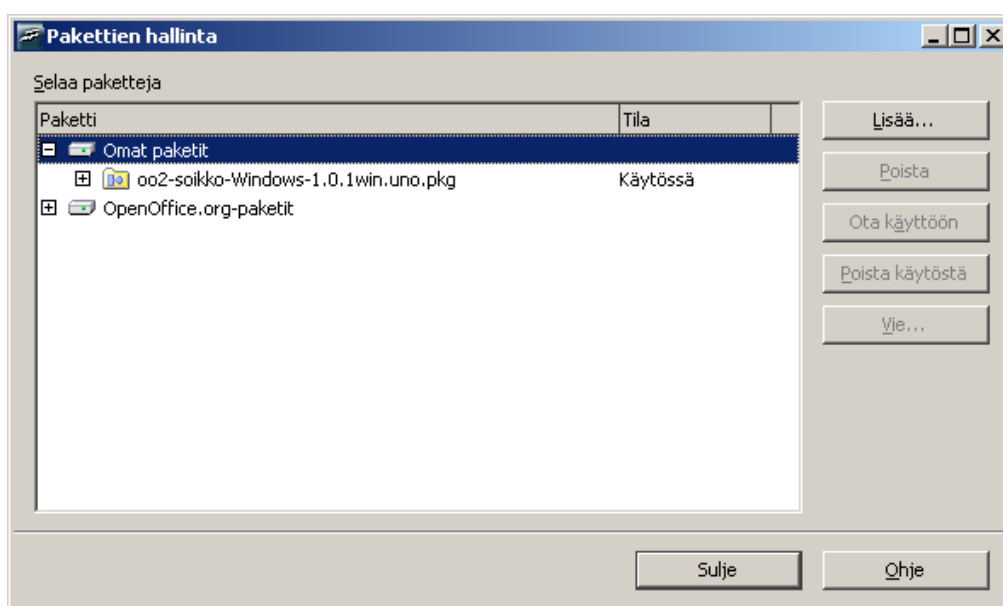 Pakettien hallinta
Selaa paketteja
Paketti Tila
Lisää...
Omat paketit
oo2-soikko-Windows-1.0.1win.uno.pkg Käytössä
Poista
OpenOffice.org-paketit
Ota käyttöön
Poista käytöstä
Vie...
Sulje Ohje